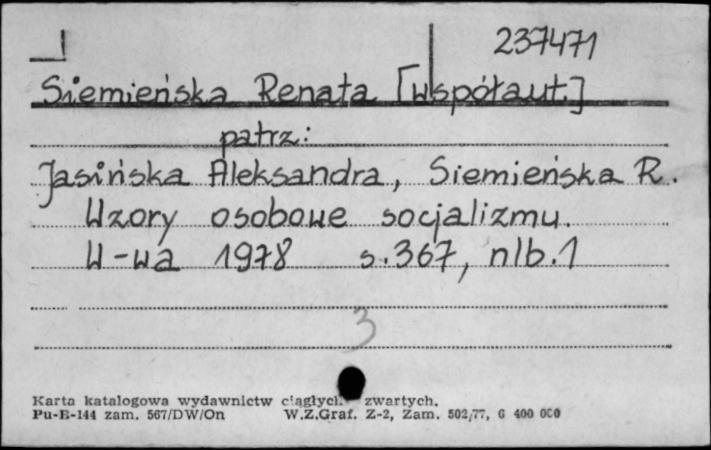 237471
Siemieńska Renata [współaut.]
patrz:
Jasińska Aleksandra, Siemieńska R.
Wzory osobowe socjalizmu.
W-wa 1978 s.367, nlb.1
3
Karta katalogowa wydawnictw ciągłych. zwartych.
Pu-B-144 zam. 567/DW/On W.Z.Graf. Z-2, Zam. 502/77, G 400 000